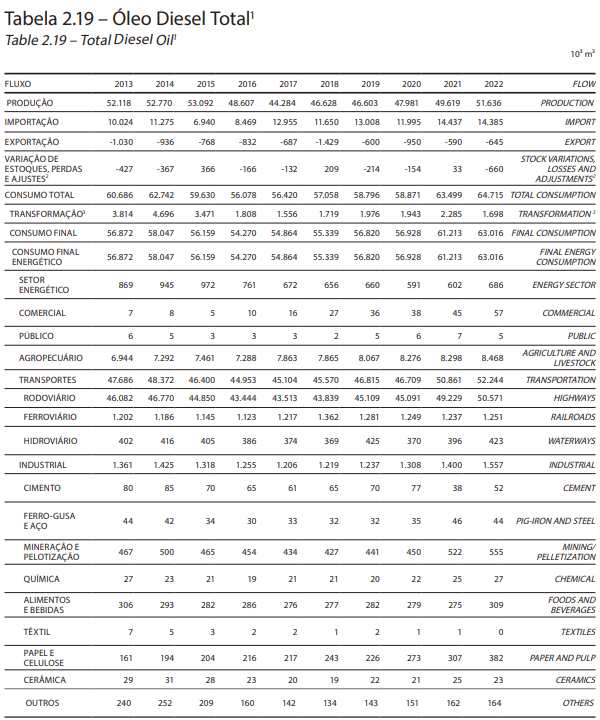 Tabela 2.19 – Óleo Diesel Total¹
Table 2.19 – Total Diesel Oil¹
10³ m³
FLUXO 2013 2014 2015 2016 2017 2018 2019 2020 2021 2022 FLOW
PRODUÇÃO 52.118 52.770 53.092 48.607 44.284 46.628 46.603 47.981 49.619 51.636 PRODUCTION
IMPORTAÇÃO 10.024 11.275 6.940 8.469 12.955 11.650 13.008 11.995 14.437 14.385 IMPORT
EXPORTAÇÃO -1.030 -936 -768 -832 -687 -1.429 -600 -950 -590 -645 EXPORT
VARIAÇÃO DE STOCK VARIATIONS,
ESTOQUES, PERDAS -427 -367 366 -166 -132 209 -214 -154 33 -660 LOSSES AND
E AJUSTES² ADJUSTMENTS²
CONSUMO TOTAL 60.686 62.742 59.630 56.078 56.420 57.058 58.796 58.871 63.499 64.715 TOTAL CONSUMPTION
TRANSFORMAÇÃO³ 3.814 4.696 3.471 1.808 1.556 1.719 1.976 1.943 2.285 1.698 TRANSFORMATION ³
CONSUMO FINAL 56.872 58.047 56.159 54.270 54.864 55.339 56.820 56.928 61.213 63.016 FINAL CONSUMPTION
CONSUMO FINAL FINAL ENERGY
ENERGÉTICO 56.872 58.047 56.159 54.270 54.864 55.339 56.820 56.928 61.213 63.016 CONSUMPTION
SETOR
ENERGÉTICO 869 945 972 761 672 656 660 591 602 686 ENERGY SECTOR
COMERCIAL 7 8 5 10 16 27 36 38 45 57 COMMERCIAL
PÚBLICO 6 5 3 3 3 2 5 6 7 5 PUBLIC
AGROPECUÁRIO 6.944 7.292 7.461 7.288 7.863 7.865 8.067 8.276 8.298 8.468 AGRICULTURE AND
LIVESTOCK
TRANSPORTES 47.686 48.372 46.400 44.953 45.104 45.570 46.815 46.709 50.861 52.244 TRANSPORTATION
RODOVIÁRIO 46.082 46.770 44.850 43.444 43.513 43.839 45.109 45.091 49.229 50.571 HIGHWAYS
FERROVIÁRIO 1.202 1.186 1.145 1.123 1.217 1.362 1.281 1.249 1.237 1.251 RAILROADS
HIDROVIÁRIO 402 416 405 386 374 369 425 370 396 423 WATERWAYS
INDUSTRIAL 1.361 1.425 1.318 1.255 1.206 1.219 1.237 1.308 1.400 1.557 INDUSTRIAL
CIMENTO 80 85 70 65 61 65 70 77 38 52 CEMENT
FERRO-GUSA
E AÇO 44 42 34 30 33 32 32 35 46 44 PIG-IRON AND STEEL
MINERAÇÃO E MINING/
PELOTIZAÇÃO 467 500 465 454 434 427 441 450 522 555 PELLETIZATION
QUÍMICA 27 23 21 19 21 21 20 22 25 27 CHEMICAL
ALIMENTOS FOODS AND
E BEBIDAS 306 293 282 286 276 277 282 279 275 309 BEVERAGES
TÊXTIL 7 5 3 2 2 1 2 1 1 0 TEXTILES
PAPEL E
CELULOSE 161 194 204 216 217 243 226 273 307 382 PAPER AND PULP
CERÂMICA 29 31 28 23 20 19 22 21 25 23 CERAMICS
OUTROS 240 252 209 160 142 134 143 151 162 164 OTHERS